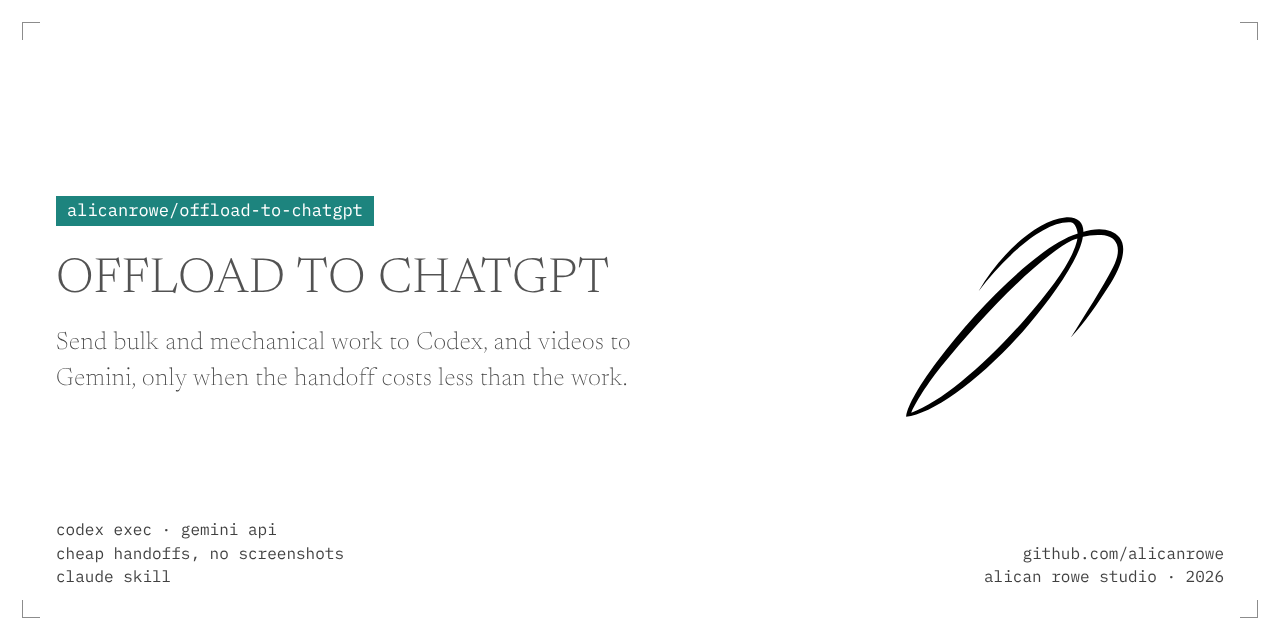 alicanrowe/offload-to-chatgpt
OFFLOAD TO CHATGPT
Send bulk and mechanical work to Codex, and videos to
Gemini, only when the handoff costs less than the work.
codex exec · gemini api
cheap handoffs, no screenshots
claude skill
github.com/alicanrowe
alican rowe studio · 2026